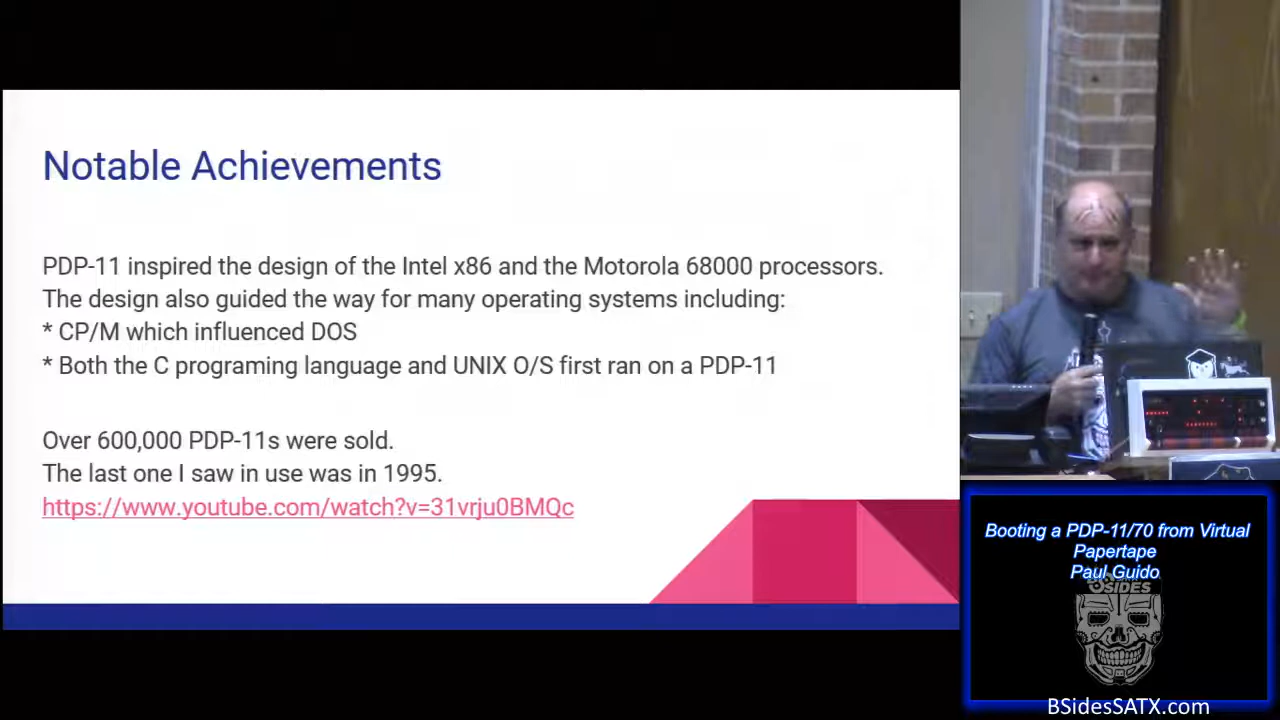 Notable Achievements
PDP-11 inspired the design of the Intel x86 and the Motorola 68000 processors.
The design also guided the way for many operating systems including:
* CP/M which influenced DOS
* Both the C programing language and UNIX O/S first ran on a PDP-11
Over 600,000 PDP-11s were sold.
The last one I saw in use was in 1995.
https://www.youtube.com/watch?v=31vrju0BMQc
Booting a PDP-11/70 from Virtual
Papertape
Paul Guido
BSIDES
BSidesSATX.com